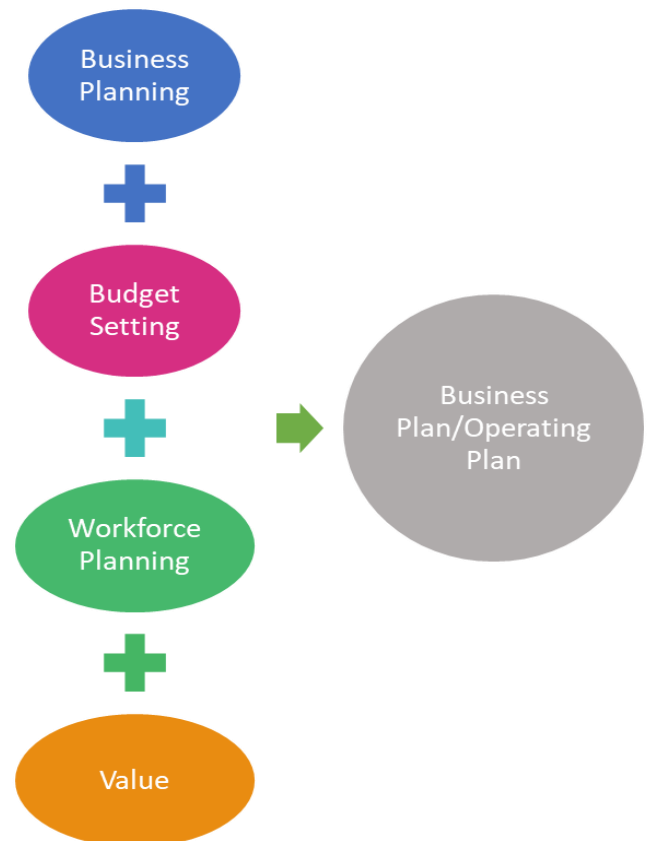 Business
Planning
Budget
Setting
Workforce
Planning
Value
Business
Plan/Operating
Plan